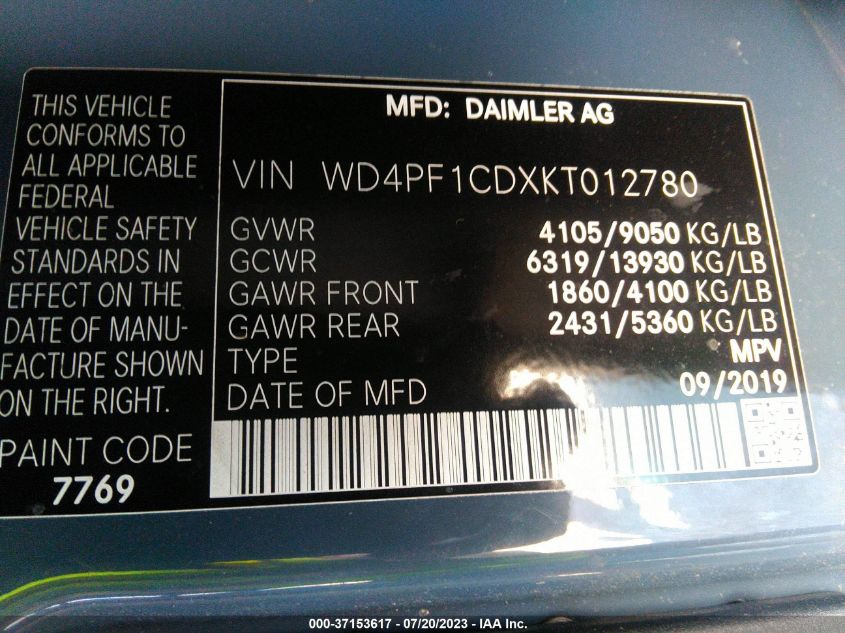 THIS VEHICLE
CONFORMS TO
ALL APPLICABLE
FEDERAL
VEHICLE SAFETY
STANDARDS IN
EFFECT ON THE
DATE OF MANU-
FACTURE SHOWN
ON THE RIGHT.
PAINT CODE
7769
MFD: DAIMLER AG
VIN WD4PF1CDXKT012780
GVWR 4105/9050 KG/LB
GCWR 6319/13930 KG/LB
GAWR FRONT 1860/4100 KG/LB
GAWR REAR 2431/5360 KG/LB
TYPE MPV
DATE OF MFD 09/2019
000-37153617 - 07/20/2023 - IAA Inc.